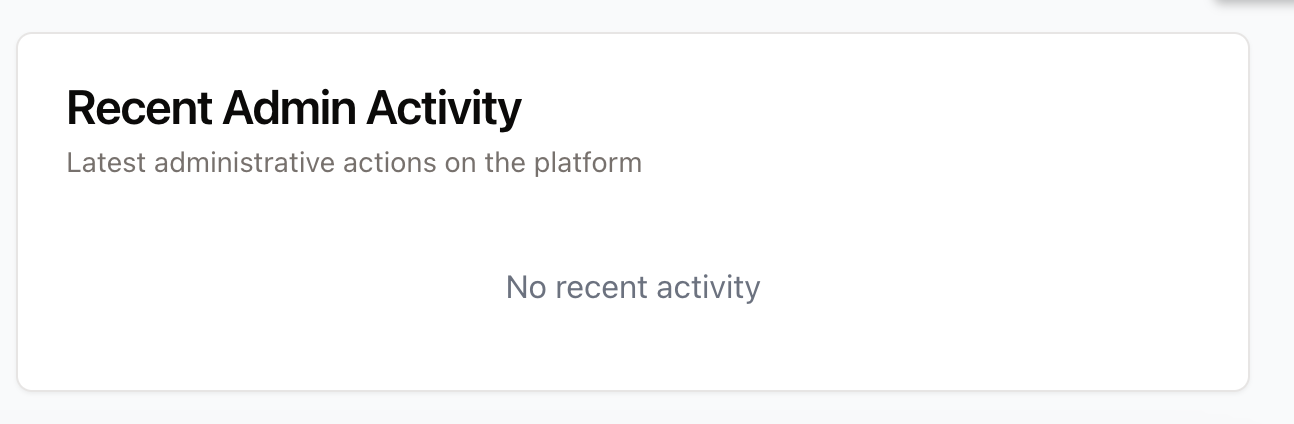 Recent Admin Activity
Latest administrative actions on the platform
No recent activity